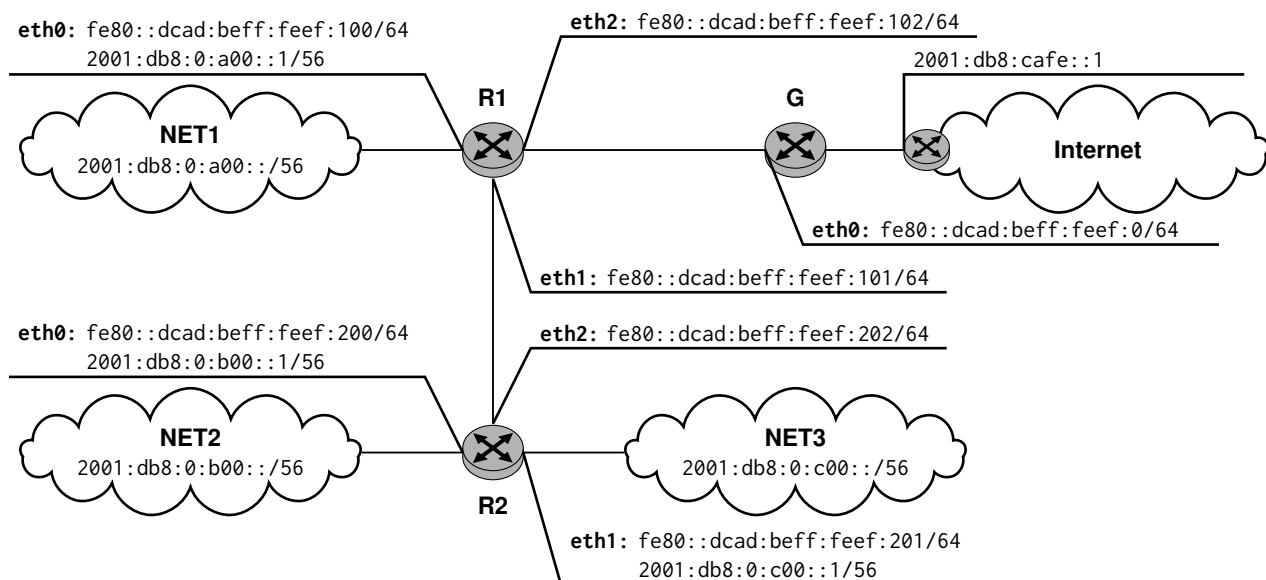 eth0: fe80::dcad:beff:feef:100/64
2001:db8:0:a00::1/56
eth2: fe80::dcad:beff:feef:102/64
2001:db8:cafe::1
R1
G
NET1
2001:db8:0:a00::/56
Internet
eth0: fe80::dcad:beff:feef:0/64
eth1: fe80::dcad:beff:feef:101/64
eth0: fe80::dcad:beff:feef:200/64
2001:db8:0:b00::1/56
eth2: fe80::dcad:beff:feef:202/64
NET2
2001:db8:0:b00::/56
NET3
2001:db8:0:c00::/56
R2
eth1: fe80::dcad:beff:feef:201/64
2001:db8:0:c00::1/56